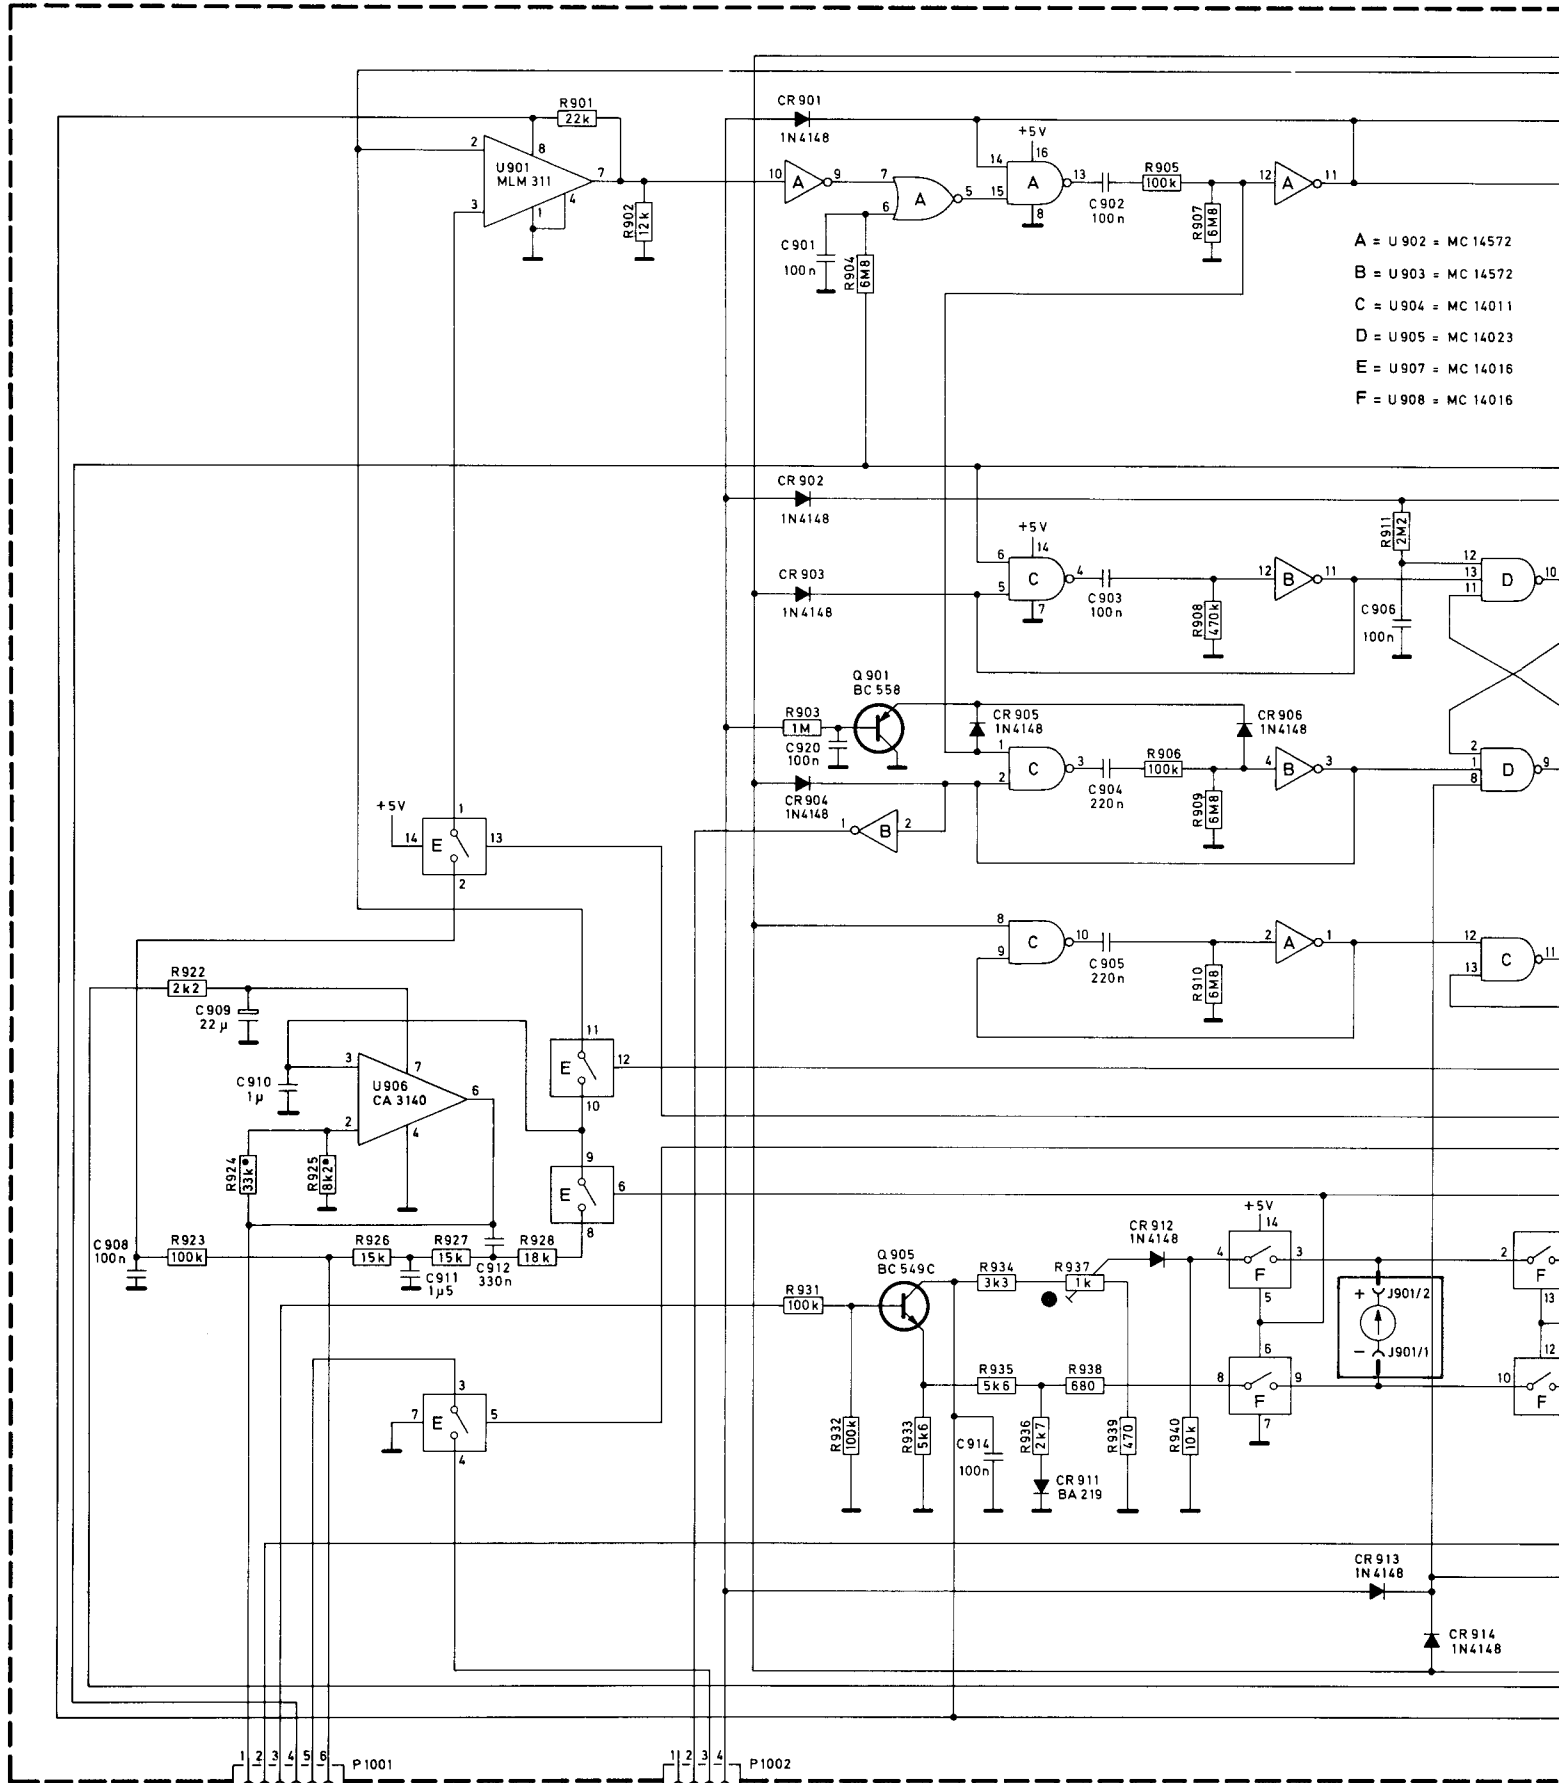 R901
22k
2
8
U901
MLM 311
7
1
4
3
R902
12k
CR901
1N4148
10
A
9
7
6
A
5
C901
100n
R904
6M8
+5V
16
14
15
A
13
8
C902
100n
R905
100k
R907
6M8
12
A
11
A = U902 = MC 14572
B = U903 = MC 14572
C = U904 = MC 14011
D = U905 = MC 14023
E = U907 = MC 14016
F = U908 = MC 14016
CR902
1N4148
CR903
1N4148
+5V
14
6
5
C
4
7
C903
100n
R908
470k
12
B
11
R911
2M2
C906
100n
12
13
11
D
10
Q901
BC558
R903
1M
C920
100n
CR905
1N4148
CR906
1N4148
CR904
1N4148
1
B
2
1
2
C
3
C904
220n
R906
100k
R909
6M8
4
B
3
2
1
8
D
9
+5V
1
14
E
13
2
8
9
C
10
C905
220n
R910
6M8
2
A
1
12
13
C
11
R922
2k2
C909
22µ
C910
1µ
3
7
U906
CA 3140
6
2
4
R924
33k
R925
8k2
11
E
12
10
9
E
6
8
C908
100n
R923
100k
R926
15k
C911
1µ5
R927
15k
C912
330n
R928
18k
Q905
BC549C
R931
100k
R932
100k
R933
5k6
R934
3k3
R937
1k
CR912
1N4148
R935
5k6
R938
680
R936
2k7
C914
100n
CR911
BA219
R939
470
R940
10k
+5V
14
4
F
3
5
6
8
F
9
7
+
J901/2
–
J901/1
2
F
13
12
10
F
3
7
E
5
4
CR913
1N4148
CR914
1N4148
1 2 3 4 5 6
P1001
1 2 3 4
P1002